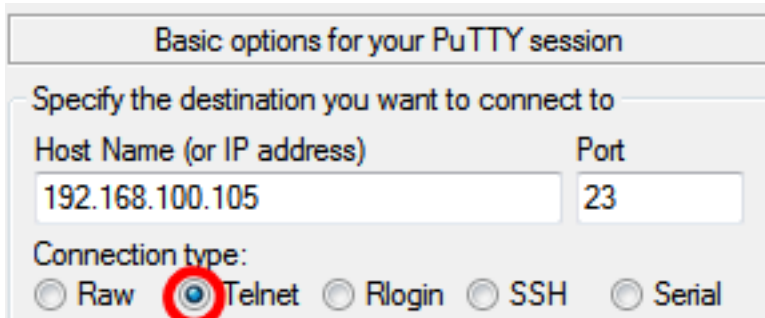 Basic options for your PuTTY session
Specify the destination you want to connect to
Host Name (or IP address) Port
192.168.100.105 23
Connection type:
Raw Telnet Rlogin SSH Serial